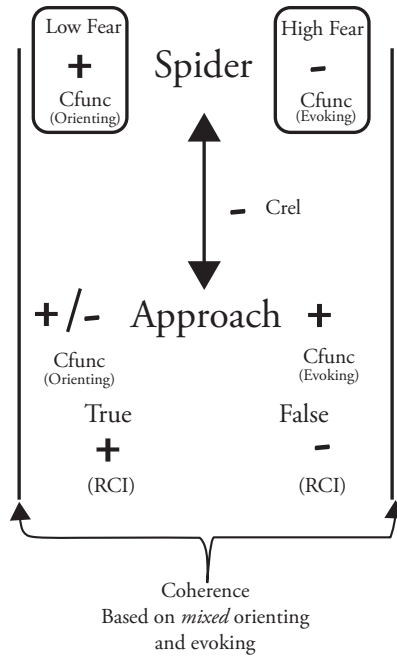 Low Fear
High Fear
+
Spider
-
Cfunc
(Orienting)
Cfunc
(Evoking)
- Crel
+/- Approach +
Cfunc
(Orienting)
Cfunc
(Evoking)
True
False
+
-
(RCI)
(RCI)
Coherence
Based on mixed orienting
and evoking